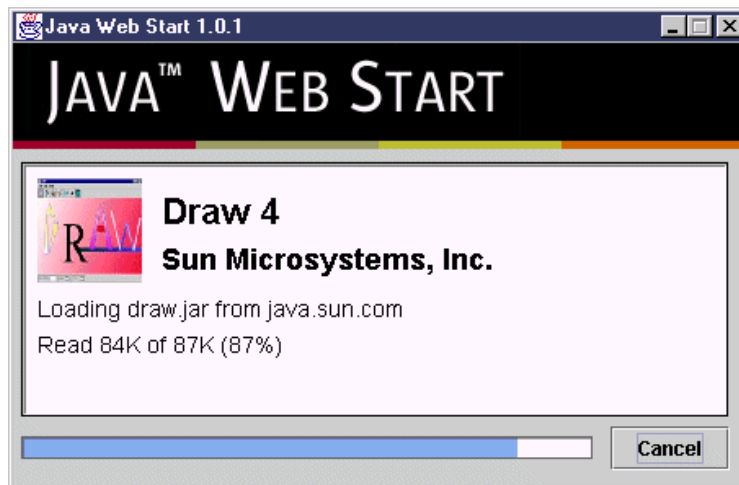 Java Web Start 1.0.1
JAVA™ WEB START
DRAW
Draw 4
Sun Microsystems, Inc.
Loading draw.jar from java.sun.com
Read 84K of 87K (87%)
Cancel